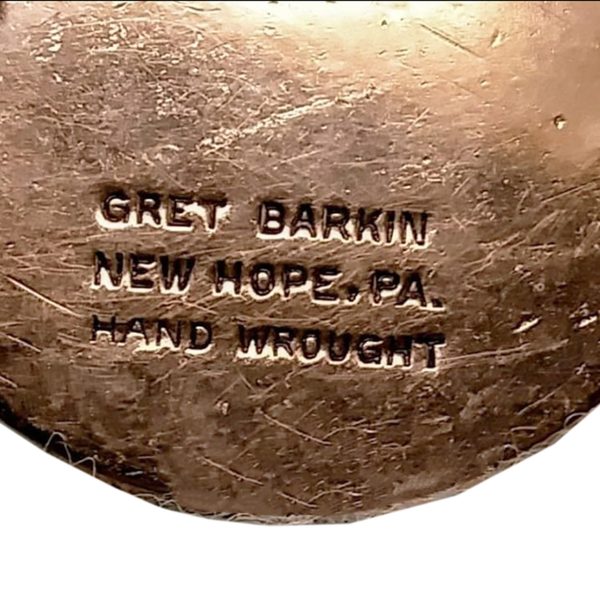 GRET BARKIN
NEW HOPE, PA.
HAND WROUGHT